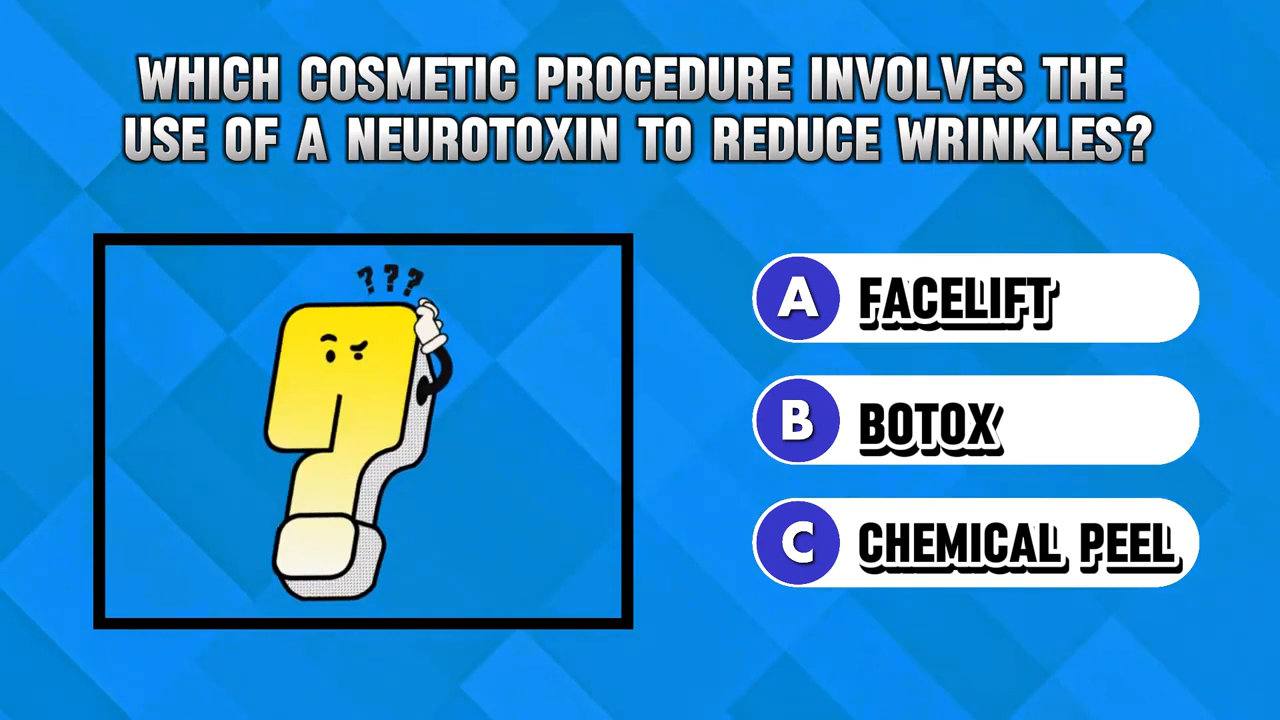 WHICH COSMETIC PROCEDURE INVOLVES THE
USE OF A NEUROTOXIN TO REDUCE WRINKLES?
???
A FACELIFT
B BOTOX
C CHEMICAL PEEL